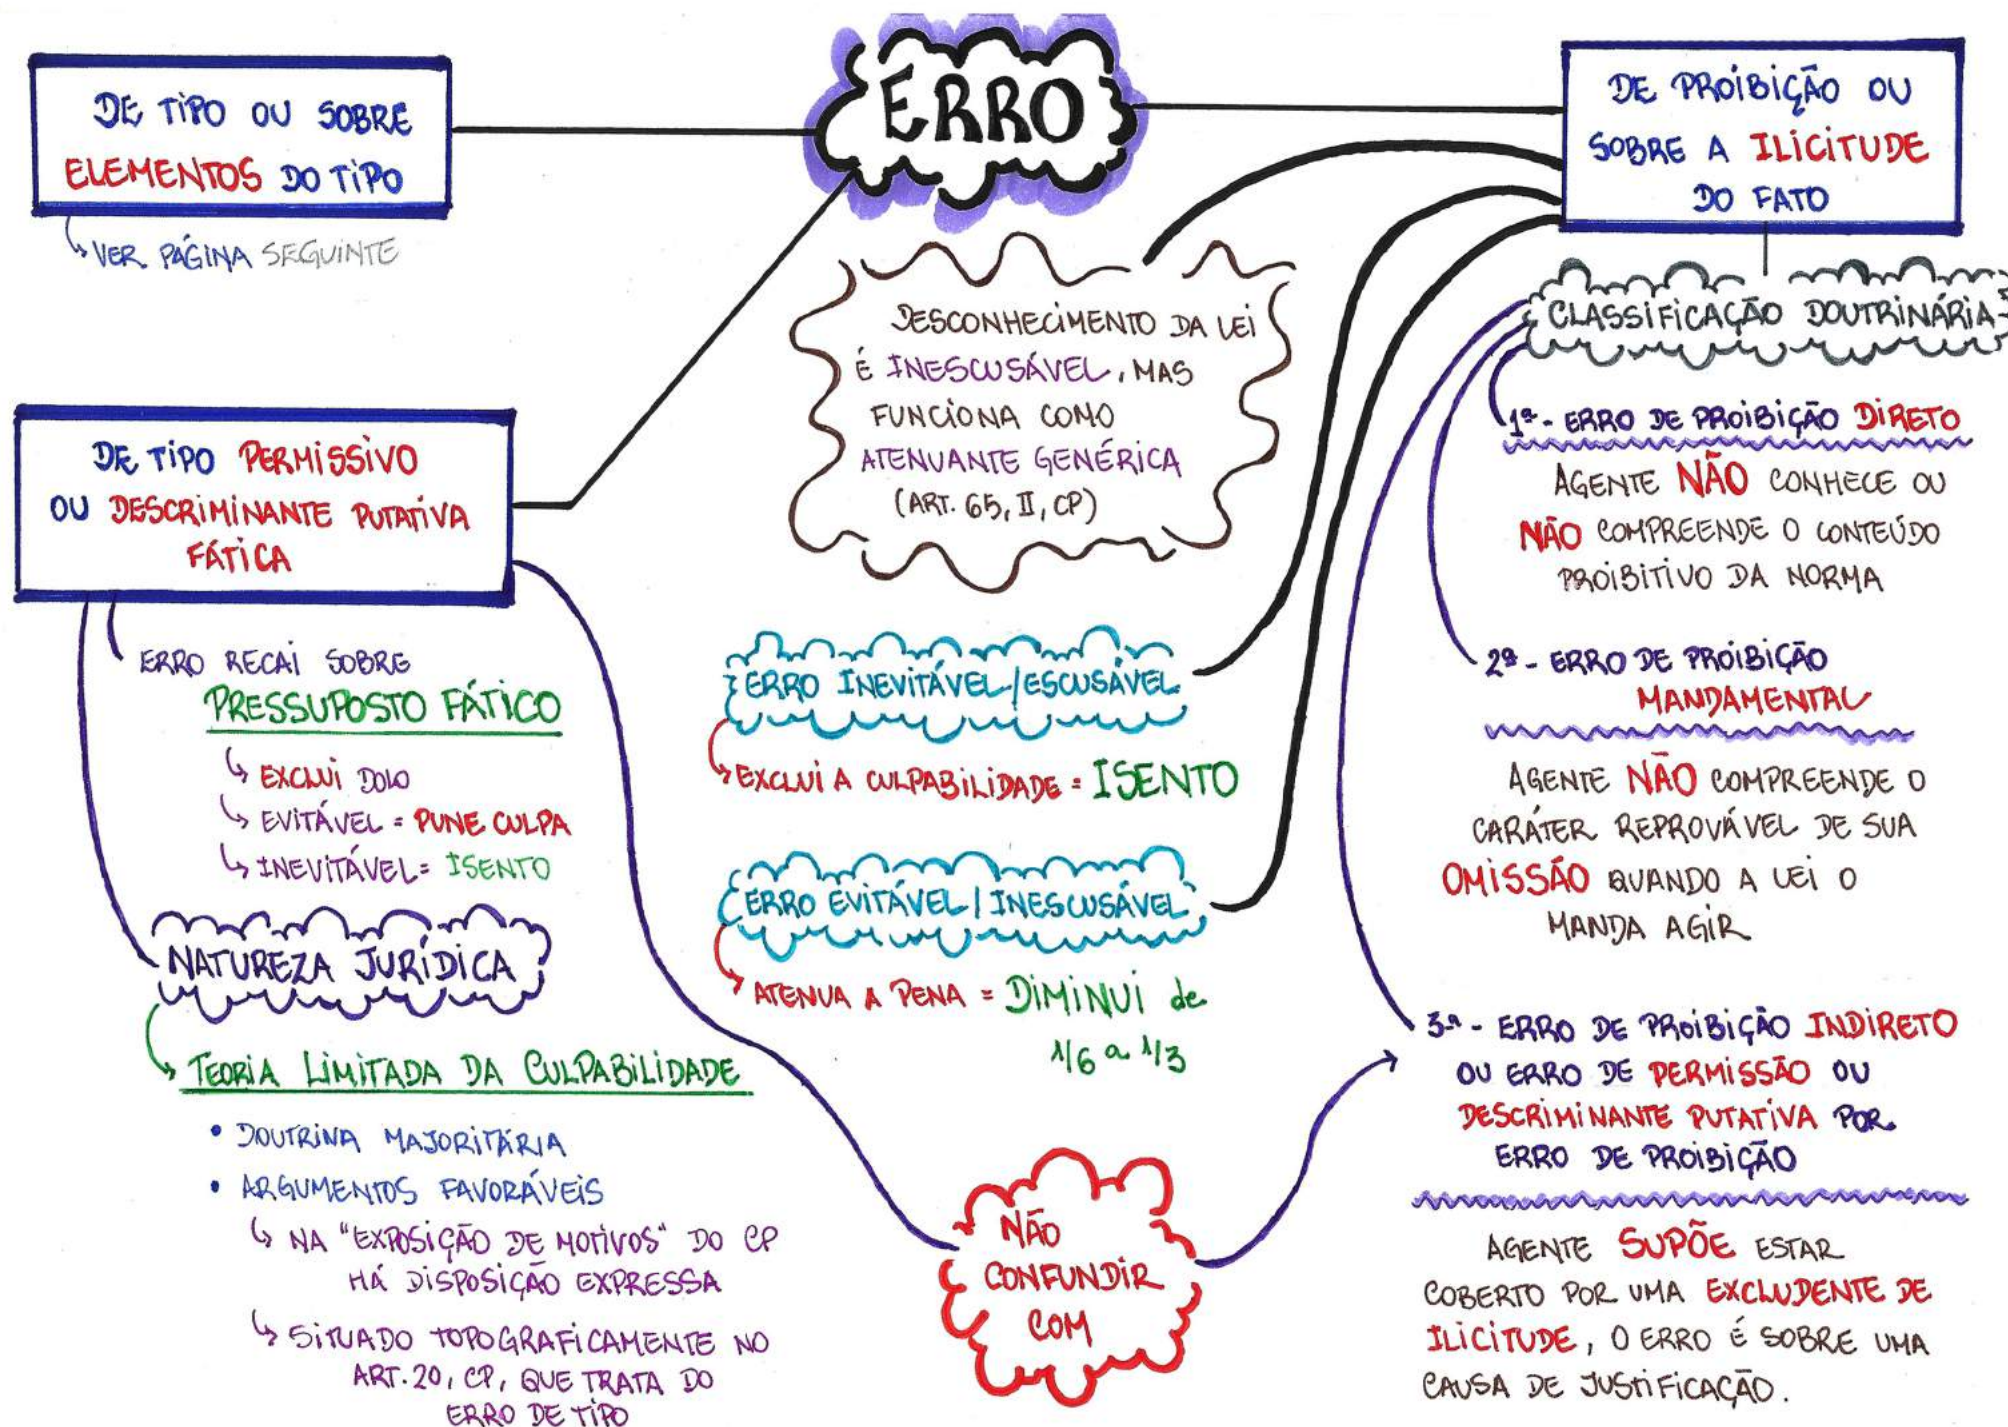 ERRO
DE TIPO OU SOBRE
ELEMENTOS DO TIPO
VER PÁGINA SEGUINTE
DE TIPO PERMISSIVO
OU DESCRIMINANTE PUTATIVA
FÁTICA
ERRO RECAI SOBRE
PRESSUPOSTO FÁTICO
EXCLUI DOLO
EVITÁVEL = PUNE CULPA
INEVITÁVEL = ISENTO
NATUREZA JURÍDICA
TEORIA LIMITADA DA CULPABILIDADE
• DOUTRINA MAJORITÁRIA
• ARGUMENTOS FAVORÁVEIS
NA "EXPOSIÇÃO DE MOTIVOS" DO CP
HÁ DISPOSIÇÃO EXPRESSA
SITUADO TOPOGRAFICAMENTE NO
ART. 20, CP, QUE TRATA DO
ERRO DE TIPO
DESCONHECIMENTO DA LEI
É INESCUSÁVEL, MAS
FUNCIONA COMO
ATENUANTE GENÉRICA
(ART. 65, II, CP)
ERRO INEVITÁVEL/ESCUSÁVEL
EXCLUI A CULPABILIDADE = ISENTO
ERRO EVITÁVEL/INESCUSÁVEL
ATENUA A PENA = DIMINUI de
1/6 a 1/3
NÃO
CONFUNDIR
COM
DE PROIBIÇÃO OU
SOBRE A ILICITUDE
DO FATO
CLASSIFICAÇÃO DOUTRINÁRIA
1ª - ERRO DE PROIBIÇÃO DIRETO
AGENTE NÃO CONHECE OU
NÃO COMPREENDE O CONTEÚDO
PROIBITIVO DA NORMA
2ª - ERRO DE PROIBIÇÃO
MANDAMENTAL
AGENTE NÃO COMPREENDE O
CARÁTER REPROVÁVEL DE SUA
OMISSÃO QUANDO A LEI O
MANDA AGIR
3ª - ERRO DE PROIBIÇÃO INDIRETO
OU ERRO DE PERMISSÃO OU
DESCRIMINANTE PUTATIVA POR
ERRO DE PROIBIÇÃO
AGENTE SUPÕE ESTAR
COBERTO POR UMA EXCLUDENTE DE
ILICITUDE, O ERRO É SOBRE UMA
CAUSA DE JUSTIFICAÇÃO.